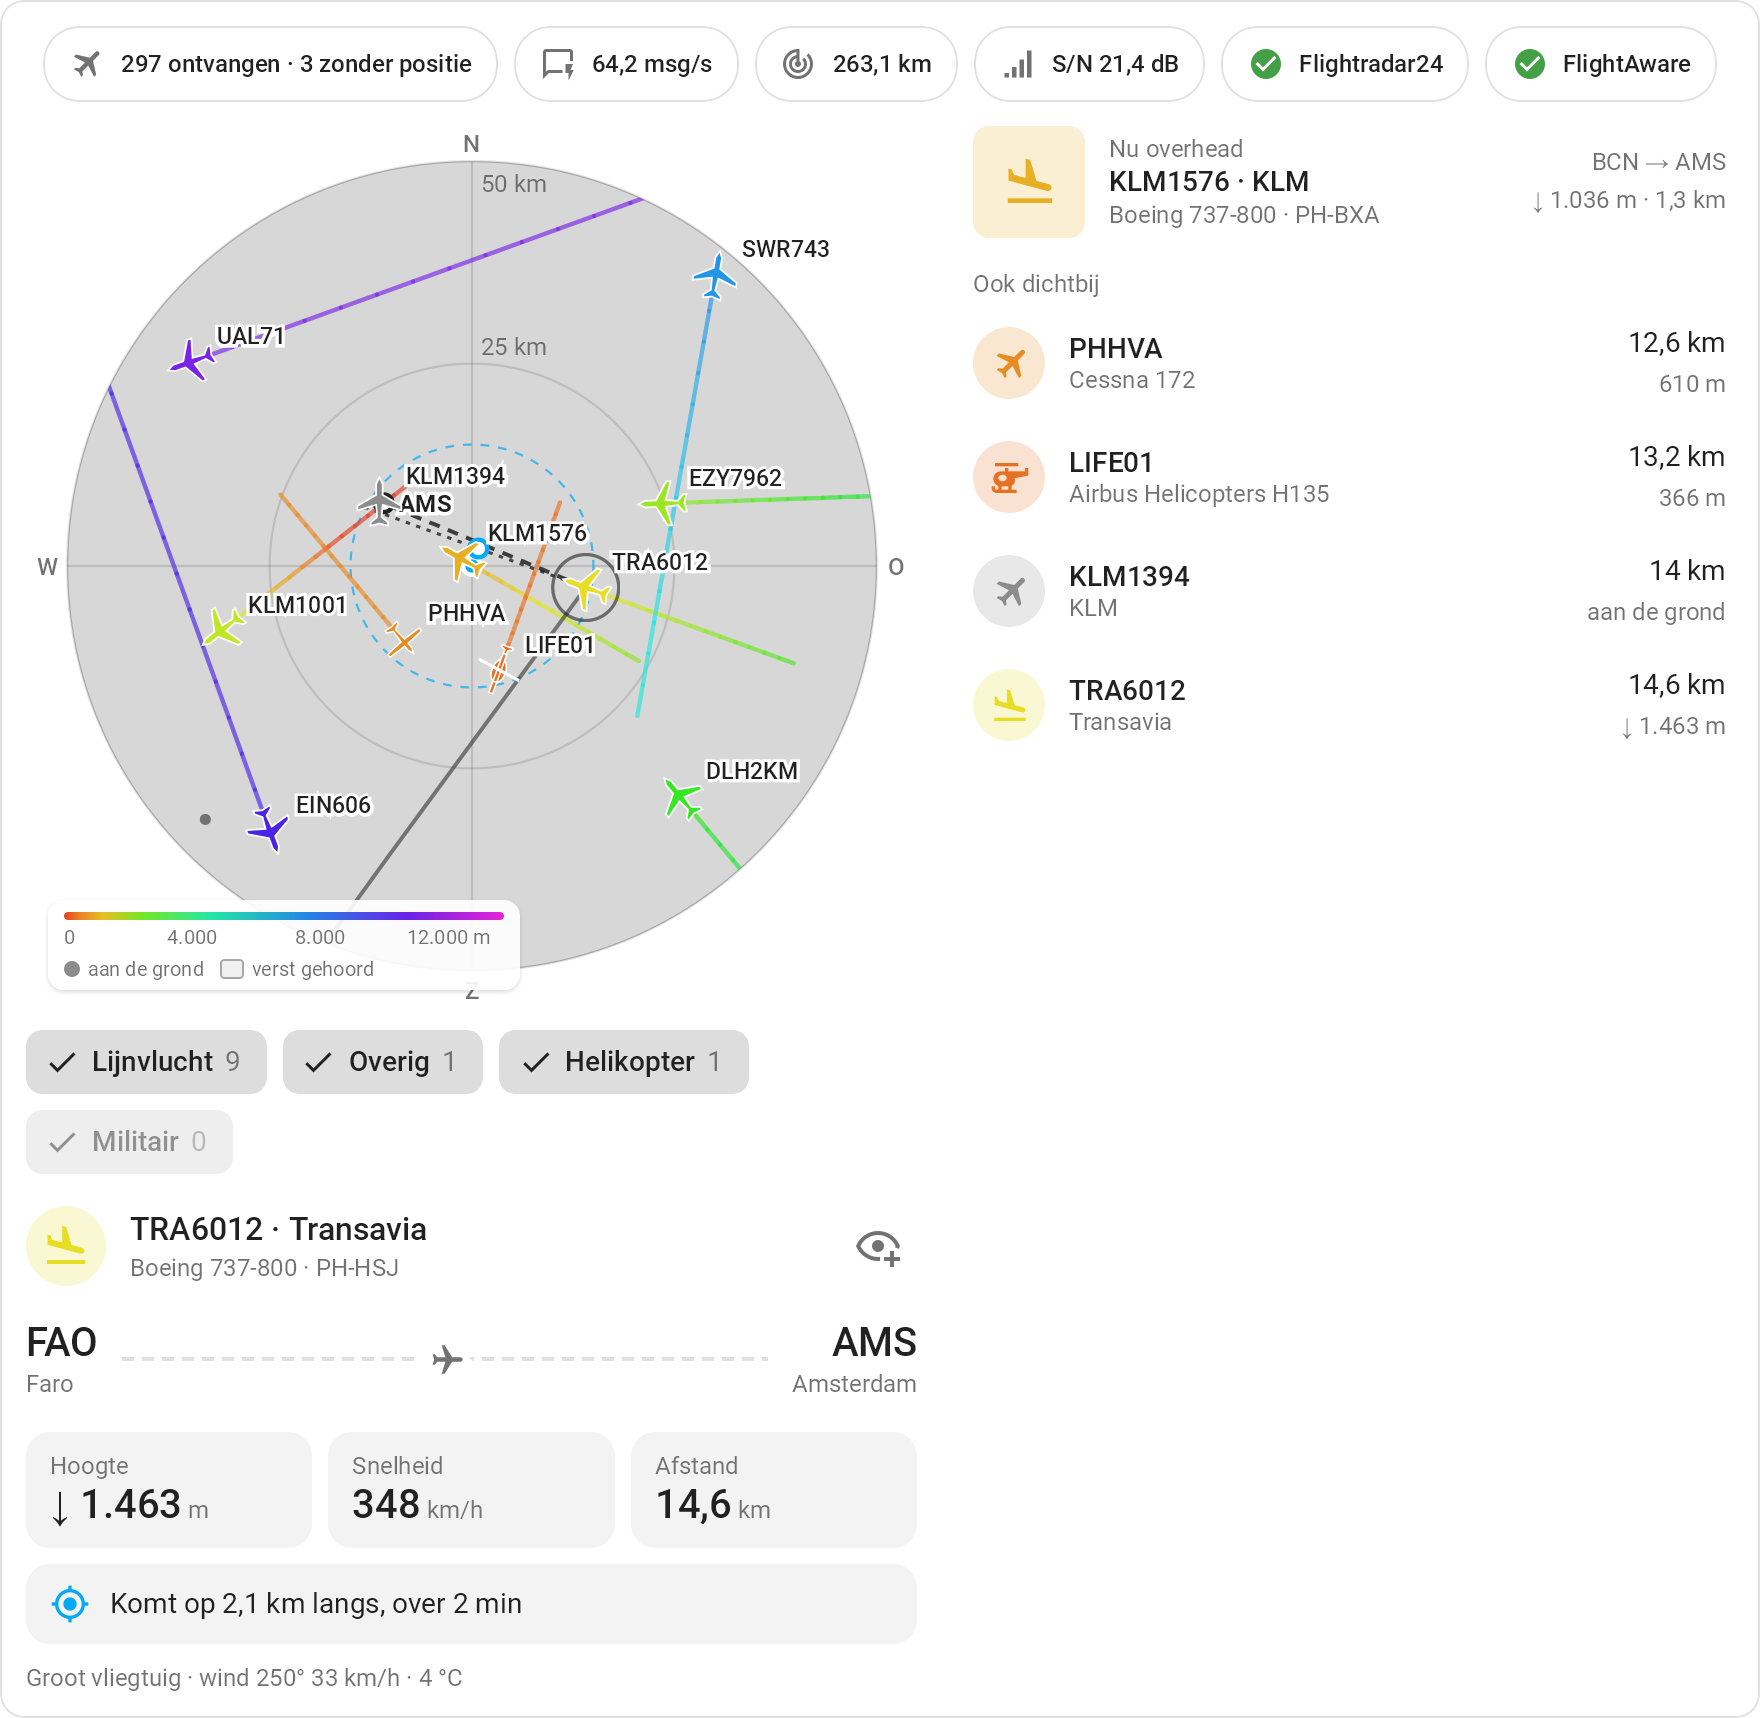 297 ontvangen · 3 zonder positie
64,2 msg/s
263,1 km
S/N 21,4 dB
Flightradar24
FlightAware
N
50 km
25 km
W
O
Z
SWR743
UAL71
KLM1394
AMS
EZY7962
KLM1576
TRA6012
KLM1001
PHHVA
LIFE01
DLH2KM
EIN606
0 4.000 8.000 12.000 m
aan de grond verst gehoord
Nu overhead
KLM1576 · KLM
Boeing 737-800 · PH-BXA
BCN → AMS
↓ 1.036 m · 1,3 km
Ook dichtbij
PHHVA
Cessna 172
12,6 km
610 m
LIFE01
Airbus Helicopters H135
13,2 km
366 m
KLM1394
KLM
14 km
aan de grond
TRA6012
Transavia
14,6 km
↓ 1.463 m
Lijnvlucht 9
Overig 1
Helikopter 1
Militair 0
TRA6012 · Transavia
Boeing 737-800 · PH-HSJ
FAO
Faro
AMS
Amsterdam
Hoogte
↓ 1.463 m
Snelheid
348 km/h
Afstand
14,6 km
Komt op 2,1 km langs, over 2 min
Groot vliegtuig · wind 250° 33 km/h · 4 °C